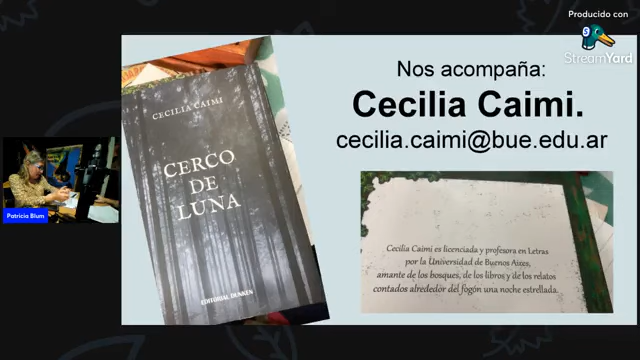 Producido con
StreamYard
Nos acompaña:
Cecilia Caimi.
cecilia.caimi@bue.edu.ar
CECILIA CAIMI
CERCO
DE
LUNA
EDITORIAL DUNKEN
Cecilia Caimi es licenciada y profesora en Letras
por la Universidad de Buenos Aires,
amante de los bosques, de los libros y de los relatos
contados alrededor del fogón una noche estrellada.
Patricia Blum